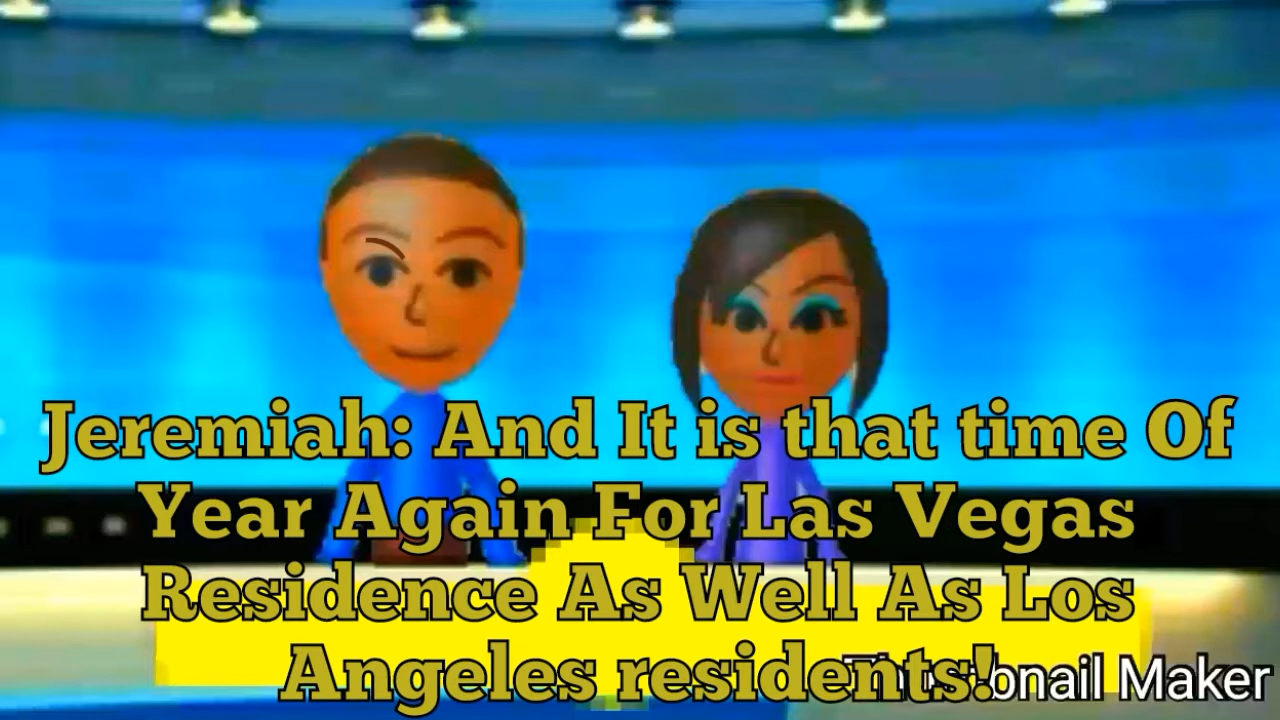 Jeremiah: And It is that time Of
Year Again For Las Vegas
Residence As Well As Los
Angeles residents!
Maker